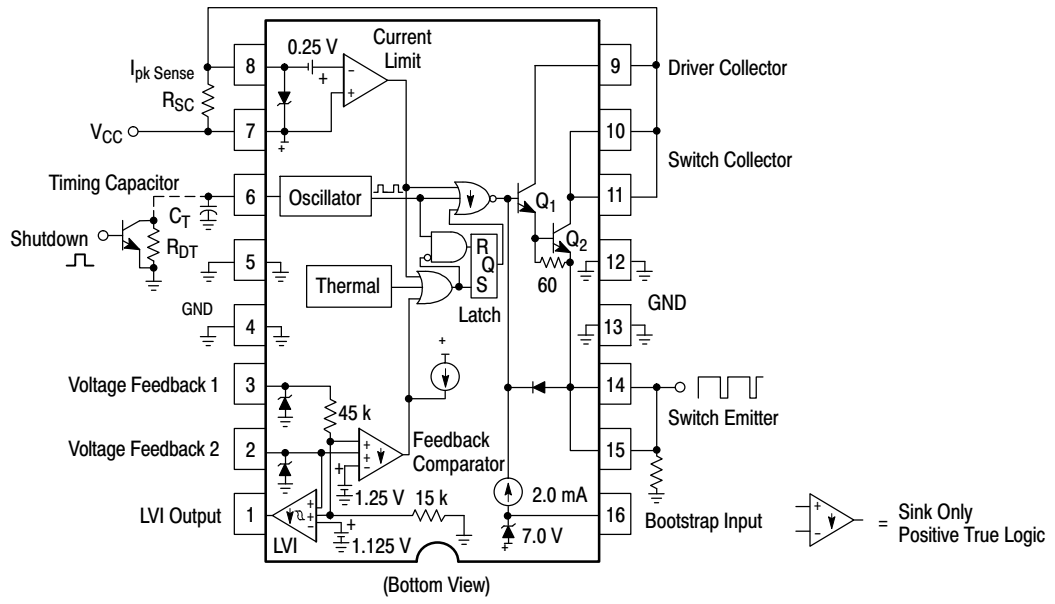 Current
Limit
0.25 V
+
−
+
+
Ipk Sense
RSC
VCC
8
7
9
Driver Collector
10
Switch Collector
11
Timing Capacitor
6
Oscillator
CT
RDT
Shutdown
Q1
Q2
60
R
Q
S
Latch
5
12
Thermal
GND
4
13
GND
+
Voltage Feedback 1
3
45 k
14
Switch Emitter
Voltage Feedback 2
2
+
+
−
+
Feedback
Comparator
15
1.25 V
15 k
2.0 mA
LVI Output
1
+
+
−
+
LVI
1.125 V
7.0 V
+
16
Bootstrap Input
(Bottom View)
+
−
= Sink Only
Positive True Logic